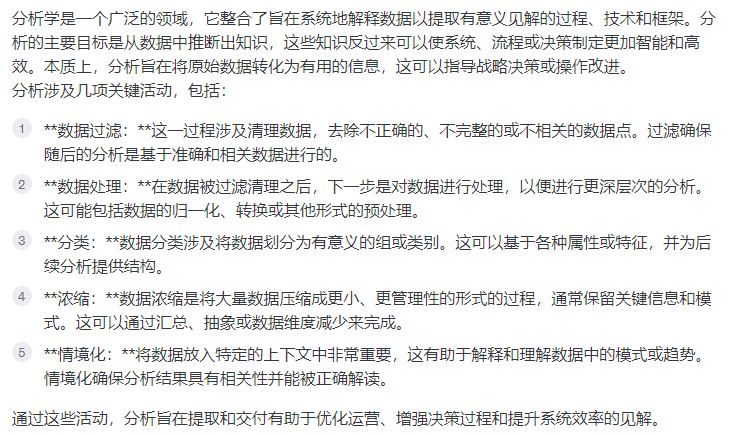 分析学是一个广泛的领域，它整合了旨在系统地解释数据以提取有意义见解的过程、技术和框架。分
析的主要目标是从数据中推断出知识，这些知识反过来可以使系统、流程或决策制定更加智能和高
效。本质上，分析旨在将原始数据转化为有用的信息，这可以指导战略决策或操作改进。
分析涉及几项关键活动，包括：
1 **数据过滤：**这一过程涉及清理数据，去除不正确的、不完整的或不相关的数据点。过滤确保
随后的分析是基于准确和相关数据进行的。
2 **数据处理：**在数据被过滤清理之后，下一步是对数据进行处理，以便进行更深层次的分析。
这可能包括数据的归一化、转换或其他形式的预处理。
3 **分类：**数据分类涉及将数据划分为有意义的组或类别。这可以基于各种属性或特征，并为后
续分析提供结构。
4 **浓缩：**数据浓缩是将大量数据压缩成更小、更管理性的形式的过程，通常保留关键信息和模
式。这可以通过汇总、抽象或数据维度减少来完成。
5 **情境化：**将数据放入特定的上下文中非常重要，这有助于解释和理解数据中的模式或趋势。
情境化确保分析结果具有相关性并能被正确解读。
通过这些活动，分析旨在提取和交付有助于优化运营、增强决策过程和提升系统效率的见解。